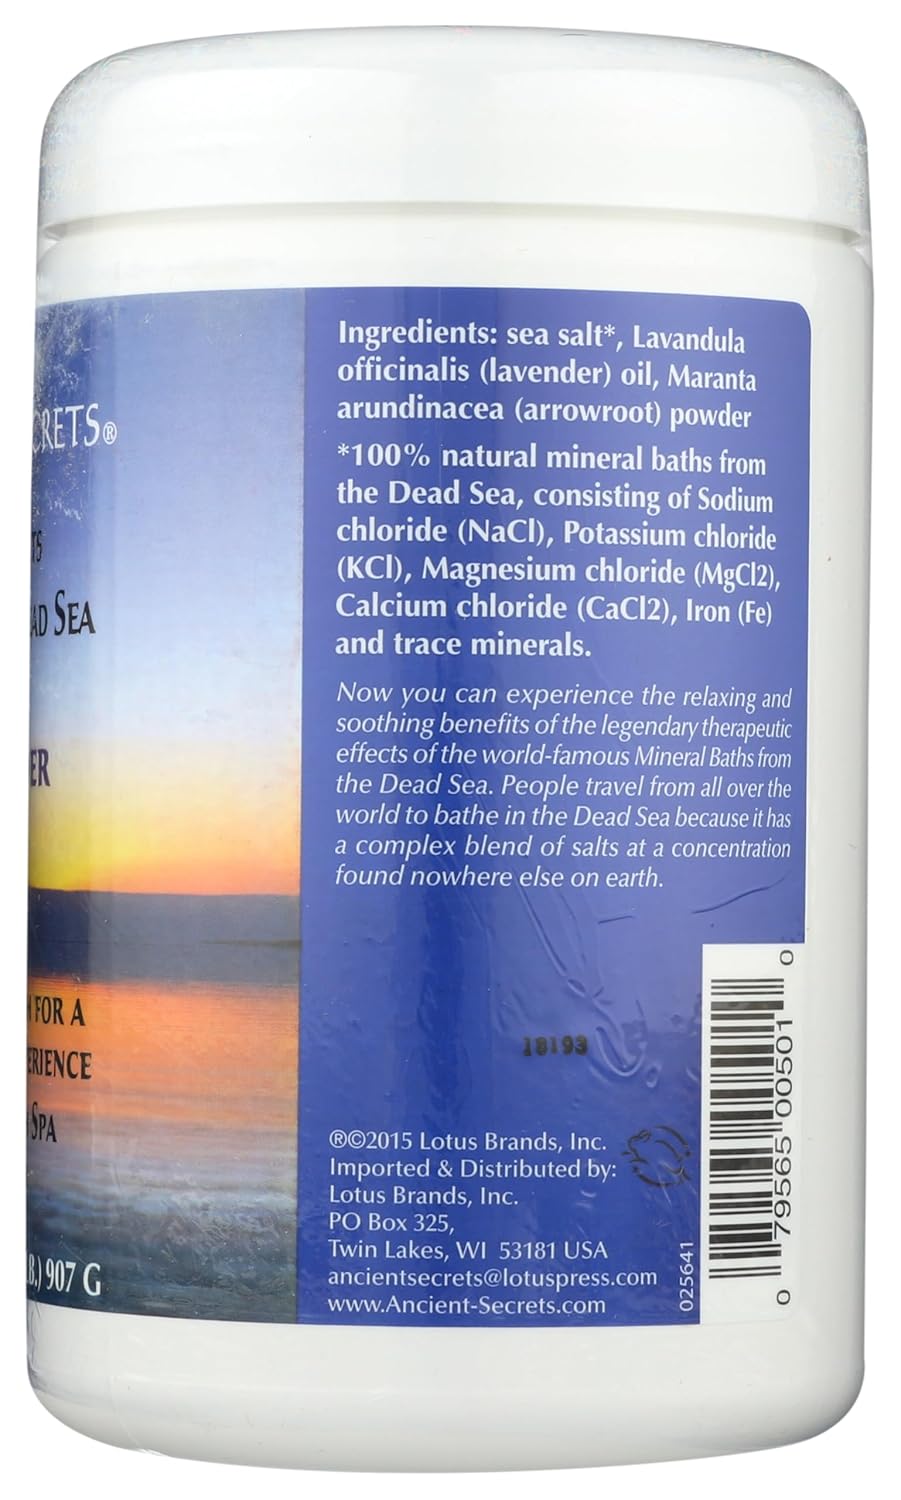 CRETS®
TS
AD SEA
ER
FOR A
ERIENCE
SPA
B.) 907 G
Ingredients: sea salt*, Lavandula
officinalis (lavender) oil, Maranta
arundinacea (arrowroot) powder
*100% natural mineral baths from
the Dead Sea, consisting of Sodium
chloride (NaCl), Potassium chloride
(KCl), Magnesium chloride (MgCl2),
Calcium chloride (CaCl2), Iron (Fe)
and trace minerals.
Now you can experience the relaxing and
soothing benefits of the legendary therapeutic
effects of the world-famous Mineral Baths from
the Dead Sea. People travel from all over the
world to bathe in the Dead Sea because it has
a complex blend of salts at a concentration
found nowhere else on earth.
18193
®©2015 Lotus Brands, Inc.
Imported & Distributed by:
Lotus Brands, Inc.
PO Box 325,
Twin Lakes, WI 53181 USA
ancientsecrets@lotuspress.com
www.Ancient-Secrets.com
025641
0 79565 00501 0